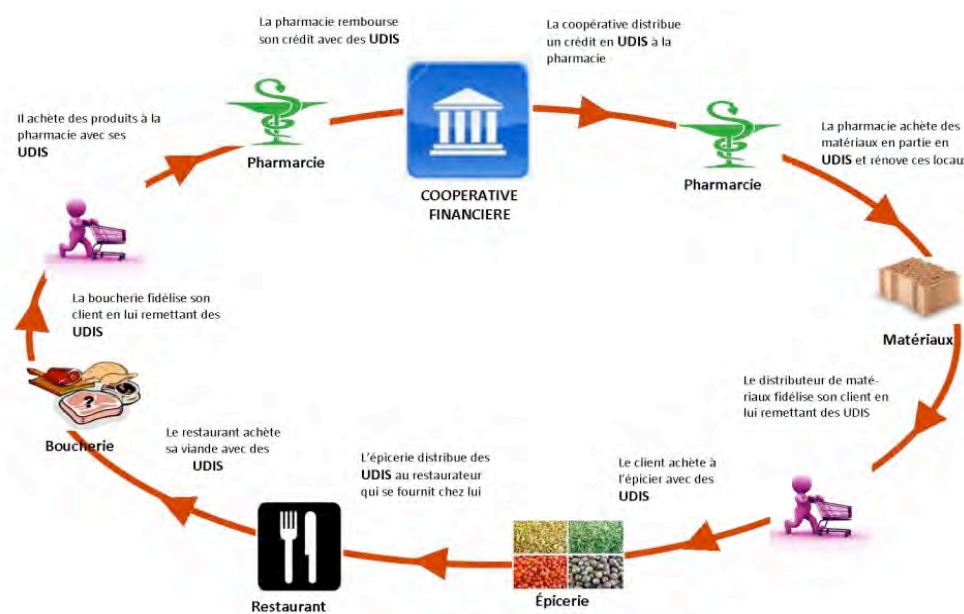 La pharmacie rembourse
son crédit avec des UDIS
La coopérative distribue
un crédit en UDIS à la
pharmacie
Il achète des produits à la
pharmacie avec ses
UDIS
Pharmarcie
COOPERATIVE
FINANCIERE
Pharmarcie
La pharmacie achète des
matériaux en partie en
UDIS et rénove ces locaux
La boucherie fidélise son
client en lui remettant des
UDIS
Matériaux
Le distributeur de maté-
riaux fidélise son client en
lui remettant des UDIS
?
Boucherie
Le restaurant achète
sa viande avec des
UDIS
L'épicerie distribue des
UDIS au restaurateur
qui se fournit chez lui
Le client achète à
l'épicier avec des
UDIS
Restaurant
Épicerie